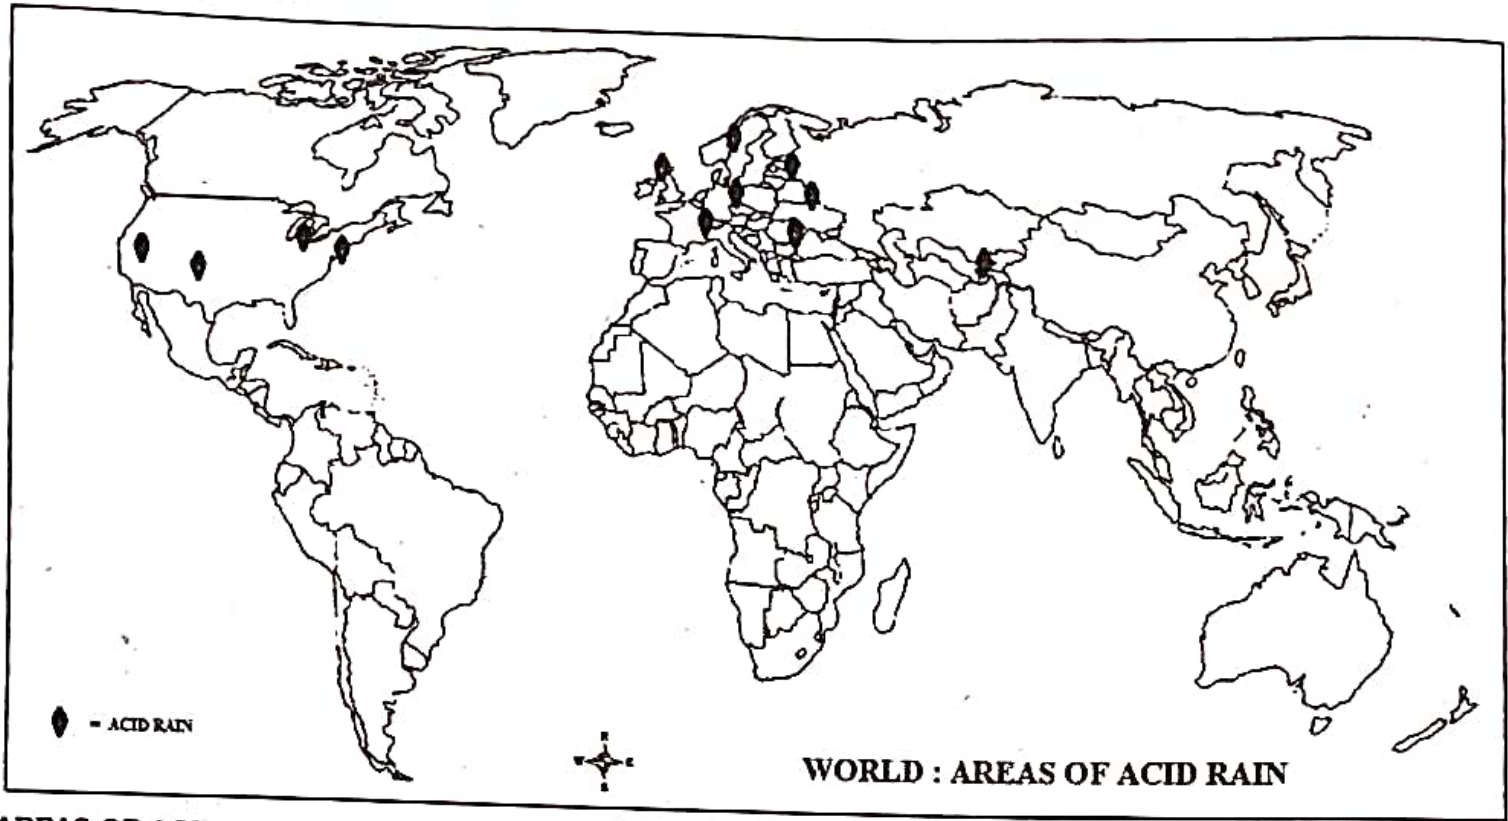 = ACID RAIN
N
W E
S
WORLD : AREAS OF ACID RAIN